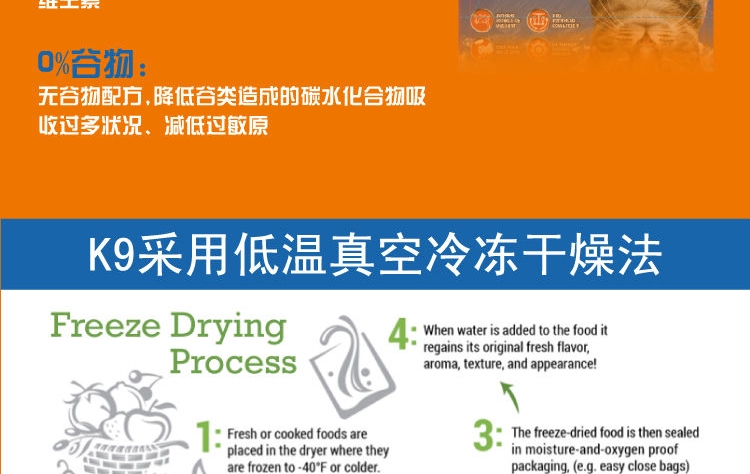 维生素
0%谷物：
无谷物配方,降低谷类造成的碳水化合物吸
收过多状况、减低过敏原
K9采用低温真空冷冻干燥法
Freeze Drying
Process
4: When water is added to the food it
regains its original fresh flavor,
aroma, texture, and appearance!
1: Fresh or cooked foods are
placed in the dryer where they
are frozen to -40°F or colder.
3: The freeze-dried food is then sealed
in moisture-and-oxygen proof
packaging, (e.g. easy close bags)